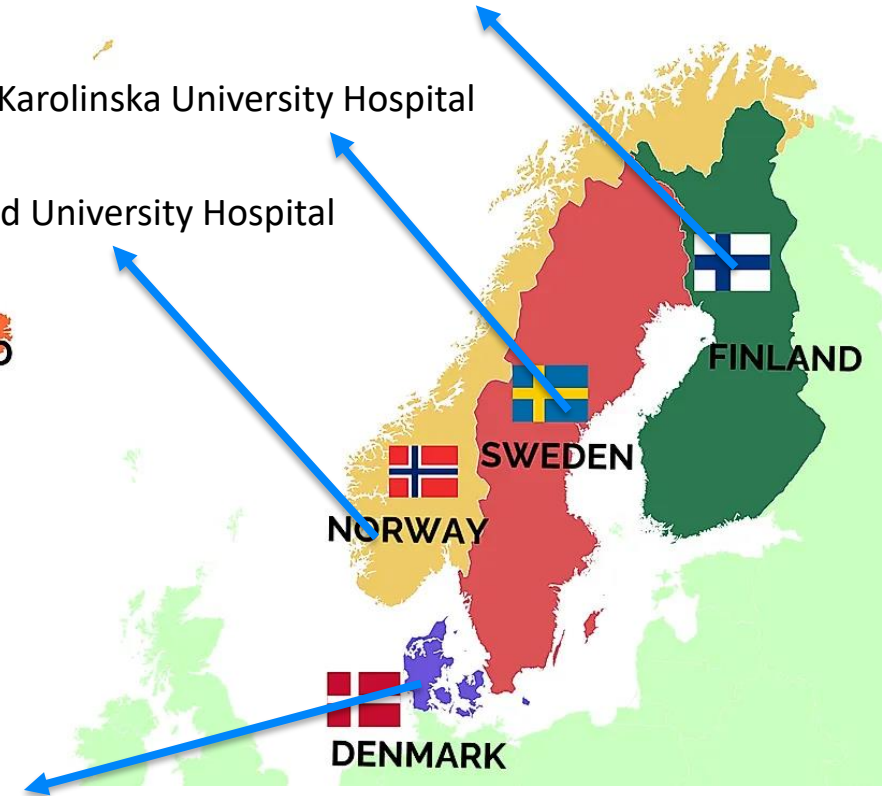 Karolinska University Hospital
d University Hospital
FINLAND
SWEDEN
NORWAY
DENMARK